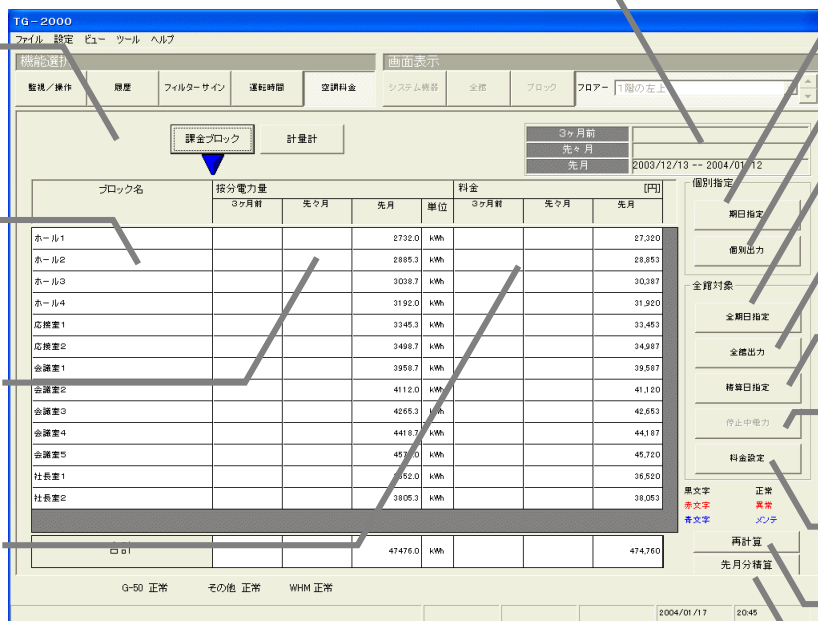 TG-2000
ファイル 設定 ビュー ツール ヘルプ
機能選択 画面表示
監視／操作 履歴 フィルターサイン 運転時間 空調料金 システム機器 全館 ブロック フロアー 1階の左上
課金ブロック 計量計
3ヶ月前
先々月
先月 2003/12/13 -- 2004/01/12
ブロック名 按分電力量 料金 [円]
3ヶ月前 先々月 先月 単位 3ヶ月前 先々月 先月
ホール1 2732.0 kWh 27,320
ホール2 2885.3 kWh 28,853
ホール3 3038.7 kWh 30,387
ホール4 3192.0 kWh 31,920
応接室1 3345.3 kWh 33,453
応接室2 3498.7 kWh 34,987
会議室1 3958.7 kWh 39,587
会議室2 4112.0 kWh 41,120
会議室3 4265.3 kWh 42,653
会議室4 4418.7 kWh 44,187
会議室5 kWh 45,720
社長室1 kWh 36,520
社長室2 3805.3 kWh 38,053
合計 47476.0 kWh 474,760
個別指定
期日指定
個別出力
全館対象
全期日指定
全館出力
精算日指定
停止中電力
料金設定
黒文字 正常
赤文字 異常
青文字 メンテ
再計算
先月分積算
G-50 正常 その他 正常 WHM 正常
2004/01/17 20:45